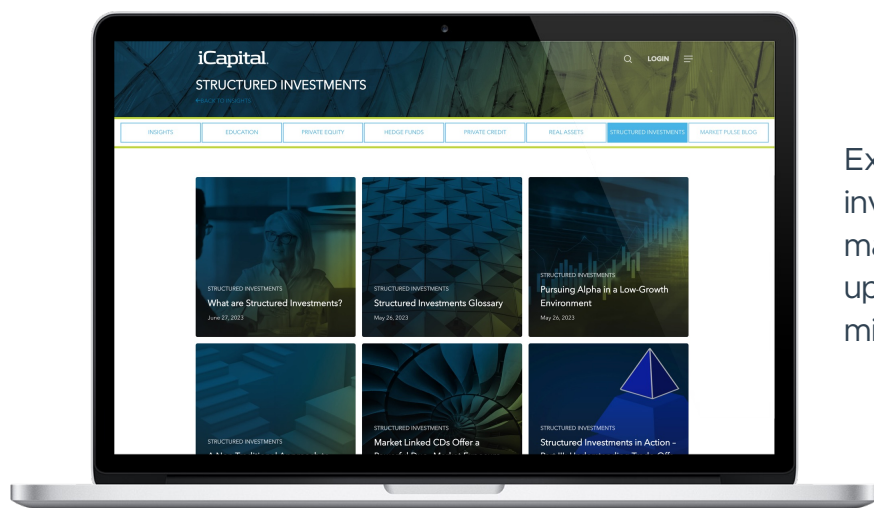 iCapital.
LOGIN
STRUCTURED INVESTMENTS
BACK TO INSIGHTS
INSIGHTS
EDUCATION
PRIVATE EQUITY
HEDGE FUNDS
PRIVATE CREDIT
REAL ASSETS
STRUCTURED INVESTMENTS
MARKET PULSE BLOG
STRUCTURED INVESTMENTS
What are Structured Investments?
June 27, 2023
STRUCTURED INVESTMENTS
Structured Investments Glossary
May 26, 2023
STRUCTURED INVESTMENTS
Pursuing Alpha in a Low-Growth
Environment
May 26, 2023
STRUCTURED INVESTMENTS
STRUCTURED INVESTMENTS
Market Linked CDs Offer a
STRUCTURED INVESTMENTS
Structured Investments in Action –
Ex
inv
ma
up
mi